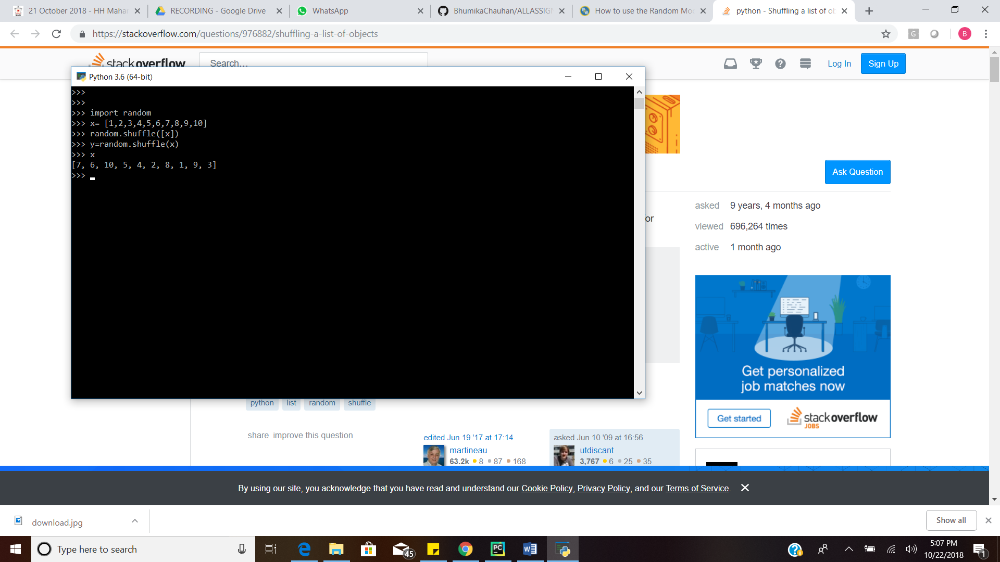 21 October 2018 - HH Mahar
RECORDING - Google Drive
WhatsApp
BhumikaChauhan/ALLASSIG
How to use the Random Mo
python - Shuffling a list of ob
https://stackoverflow.com/questions/976882/shuffling-a-list-of-objects
G
B
stackoverflow
Search…
Log In
Sign Up
Python 3.6 (64-bit)
>>>
>>>
>>> import random
>>> x= [1,2,3,4,5,6,7,8,9,10]
>>> random.shuffle([x])
>>> y=random.shuffle(x)
>>> x
[7, 6, 10, 5, 4, 2, 8, 1, 9, 3]
>>>
Ask Question
asked 9 years, 4 months ago
or
viewed 696,264 times
active 1 month ago
Get personalized
job matches now
Get started
stackoverflow
JOBS
python list random shuffle
share improve this question
edited Jun 19 '17 at 17:14
martineau
63.2k 8 87 168
asked Jun 10 '09 at 16:56
utdiscant
3,767 6 25 35
By using our site, you acknowledge that you have read and understand our Cookie Policy, Privacy Policy, and our Terms of Service.
download.jpg
Show all
Type here to search
45
PC
W
5:07 PM
10/22/2018
1